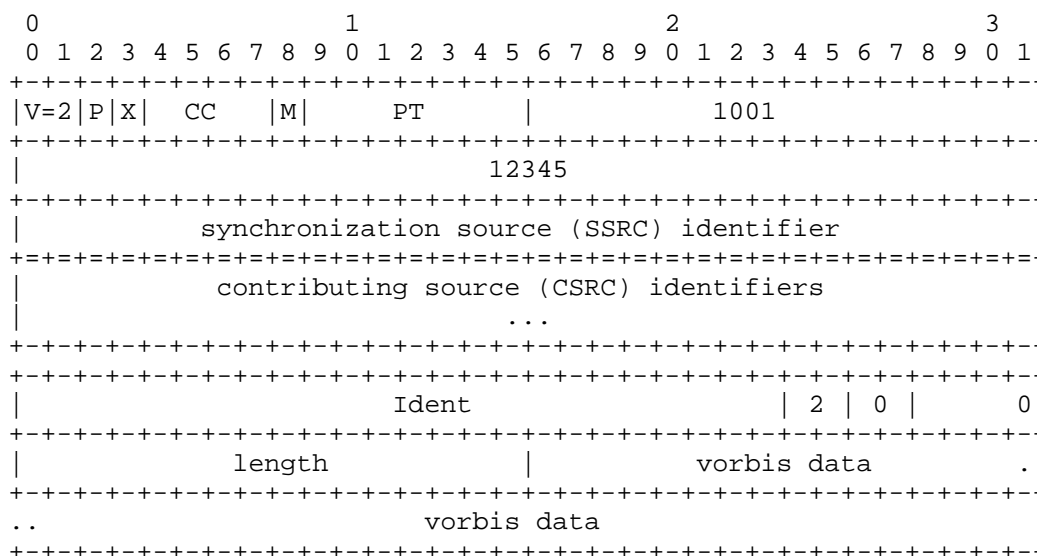 0                   1                   2                   3
0 1 2 3 4 5 6 7 8 9 0 1 2 3 4 5 6 7 8 9 0 1 2 3 4 5 6 7 8 9 0 1
+-+-+-+-+-+-+-+-+-+-+-+-+-+-+-+-+-+-+-+-+-+-+-+-+-+-+-+-+-+-+-+-
|V=2|P|X|  CC   |M|     PT      |           1001
+-+-+-+-+-+-+-+-+-+-+-+-+-+-+-+-+-+-+-+-+-+-+-+-+-+-+-+-+-+-+-+-
|                             12345
+-+-+-+-+-+-+-+-+-+-+-+-+-+-+-+-+-+-+-+-+-+-+-+-+-+-+-+-+-+-+-+-
|           synchronization source (SSRC) identifier
+=+=+=+=+=+=+=+=+=+=+=+=+=+=+=+=+=+=+=+=+=+=+=+=+=+=+=+=+=+=+=+=
|            contributing source (CSRC) identifiers
|                              ...
+-+-+-+-+-+-+-+-+-+-+-+-+-+-+-+-+-+-+-+-+-+-+-+-+-+-+-+-+-+-+-+-
+-+-+-+-+-+-+-+-+-+-+-+-+-+-+-+-+-+-+-+-+-+-+-+-+-+-+-+-+-+-+-+-
|                       Ident                   | 2 | 0 |      0
+-+-+-+-+-+-+-+-+-+-+-+-+-+-+-+-+-+-+-+-+-+-+-+-+-+-+-+-+-+-+-+-
|             length            |          vorbis data         .
+-+-+-+-+-+-+-+-+-+-+-+-+-+-+-+-+-+-+-+-+-+-+-+-+-+-+-+-+-+-+-+-
..                        vorbis data
+-+-+-+-+-+-+-+-+-+-+-+-+-+-+-+-+-+-+-+-+-+-+-+-+-+-+-+-+-+-+-+-